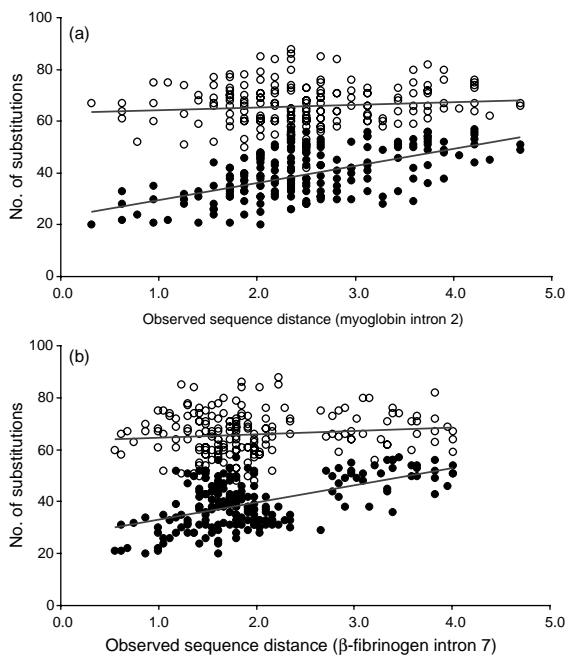 100
(a)
80
60
40
20
0
No. of substitutions
0.0 1.0 2.0 3.0 4.0 5.0
Observed sequence distance (myoglobin intron 2)
100
(b)
80
60
40
20
0
No. of substitutions
0.0 1.0 2.0 3.0 4.0 5.0
Observed sequence distance (β-fibrinogen intron 7)